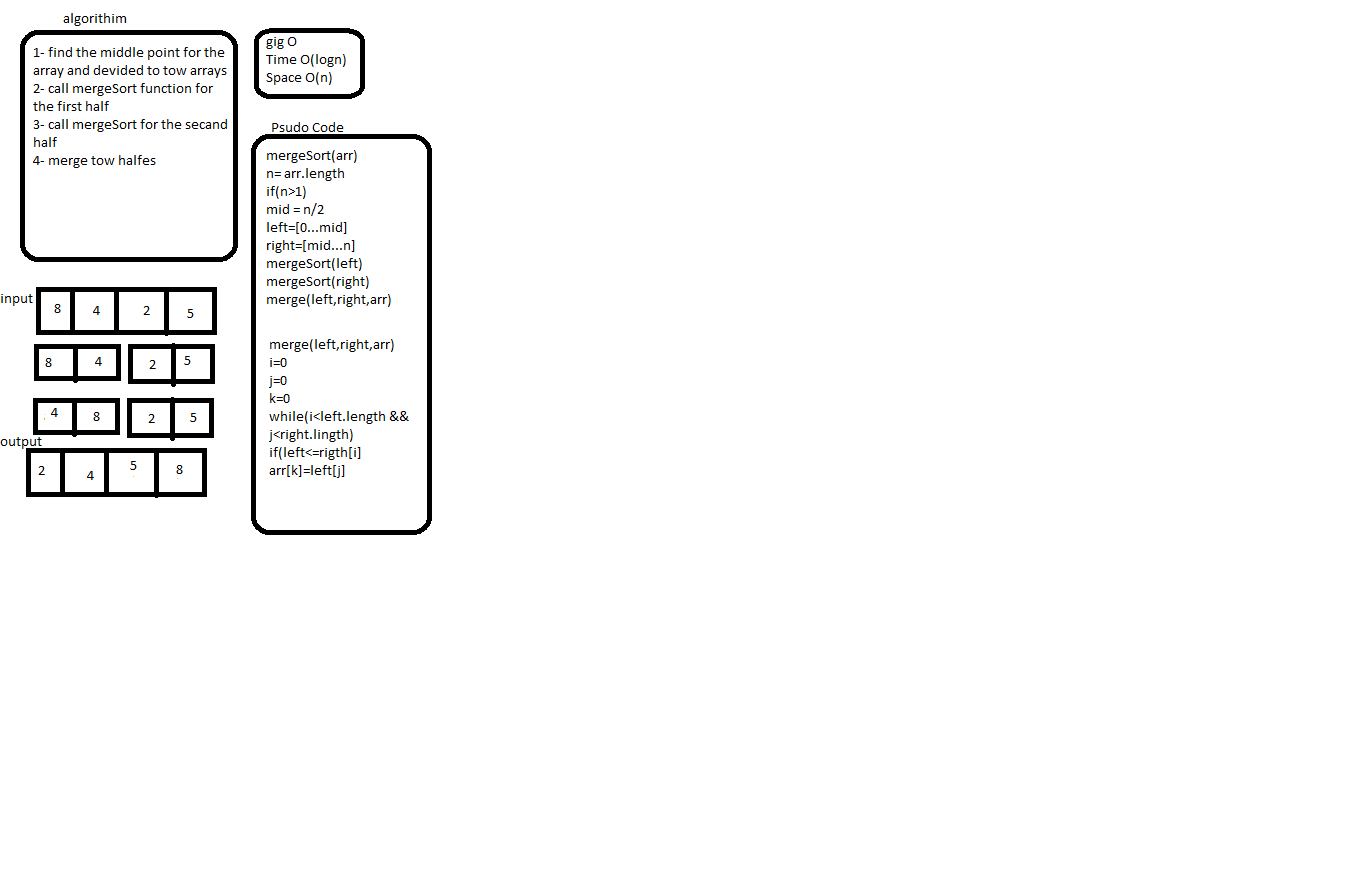 algorithim
1- find the middle point for the
array and devided to tow arrays
2- call mergeSort function for
the first half
3- call mergeSort for the secand
half
4- merge tow halfes
gig O
Time O(logn)
Space O(n)
Psudo Code
mergeSort(arr)
n= arr.length
if(n>1)
mid = n/2
left=[0...mid]
right=[mid...n]
mergeSort(left)
mergeSort(right)
merge(left,right,arr)
merge(left,right,arr)
i=0
j=0
k=0
while(i<left.length &&
j<right.lingth)
if(left<=rigth[i]
arr[k]=left[j]
input
8 4 2 5
8 4 2 5
4 8 2 5
output
2 4 5 8